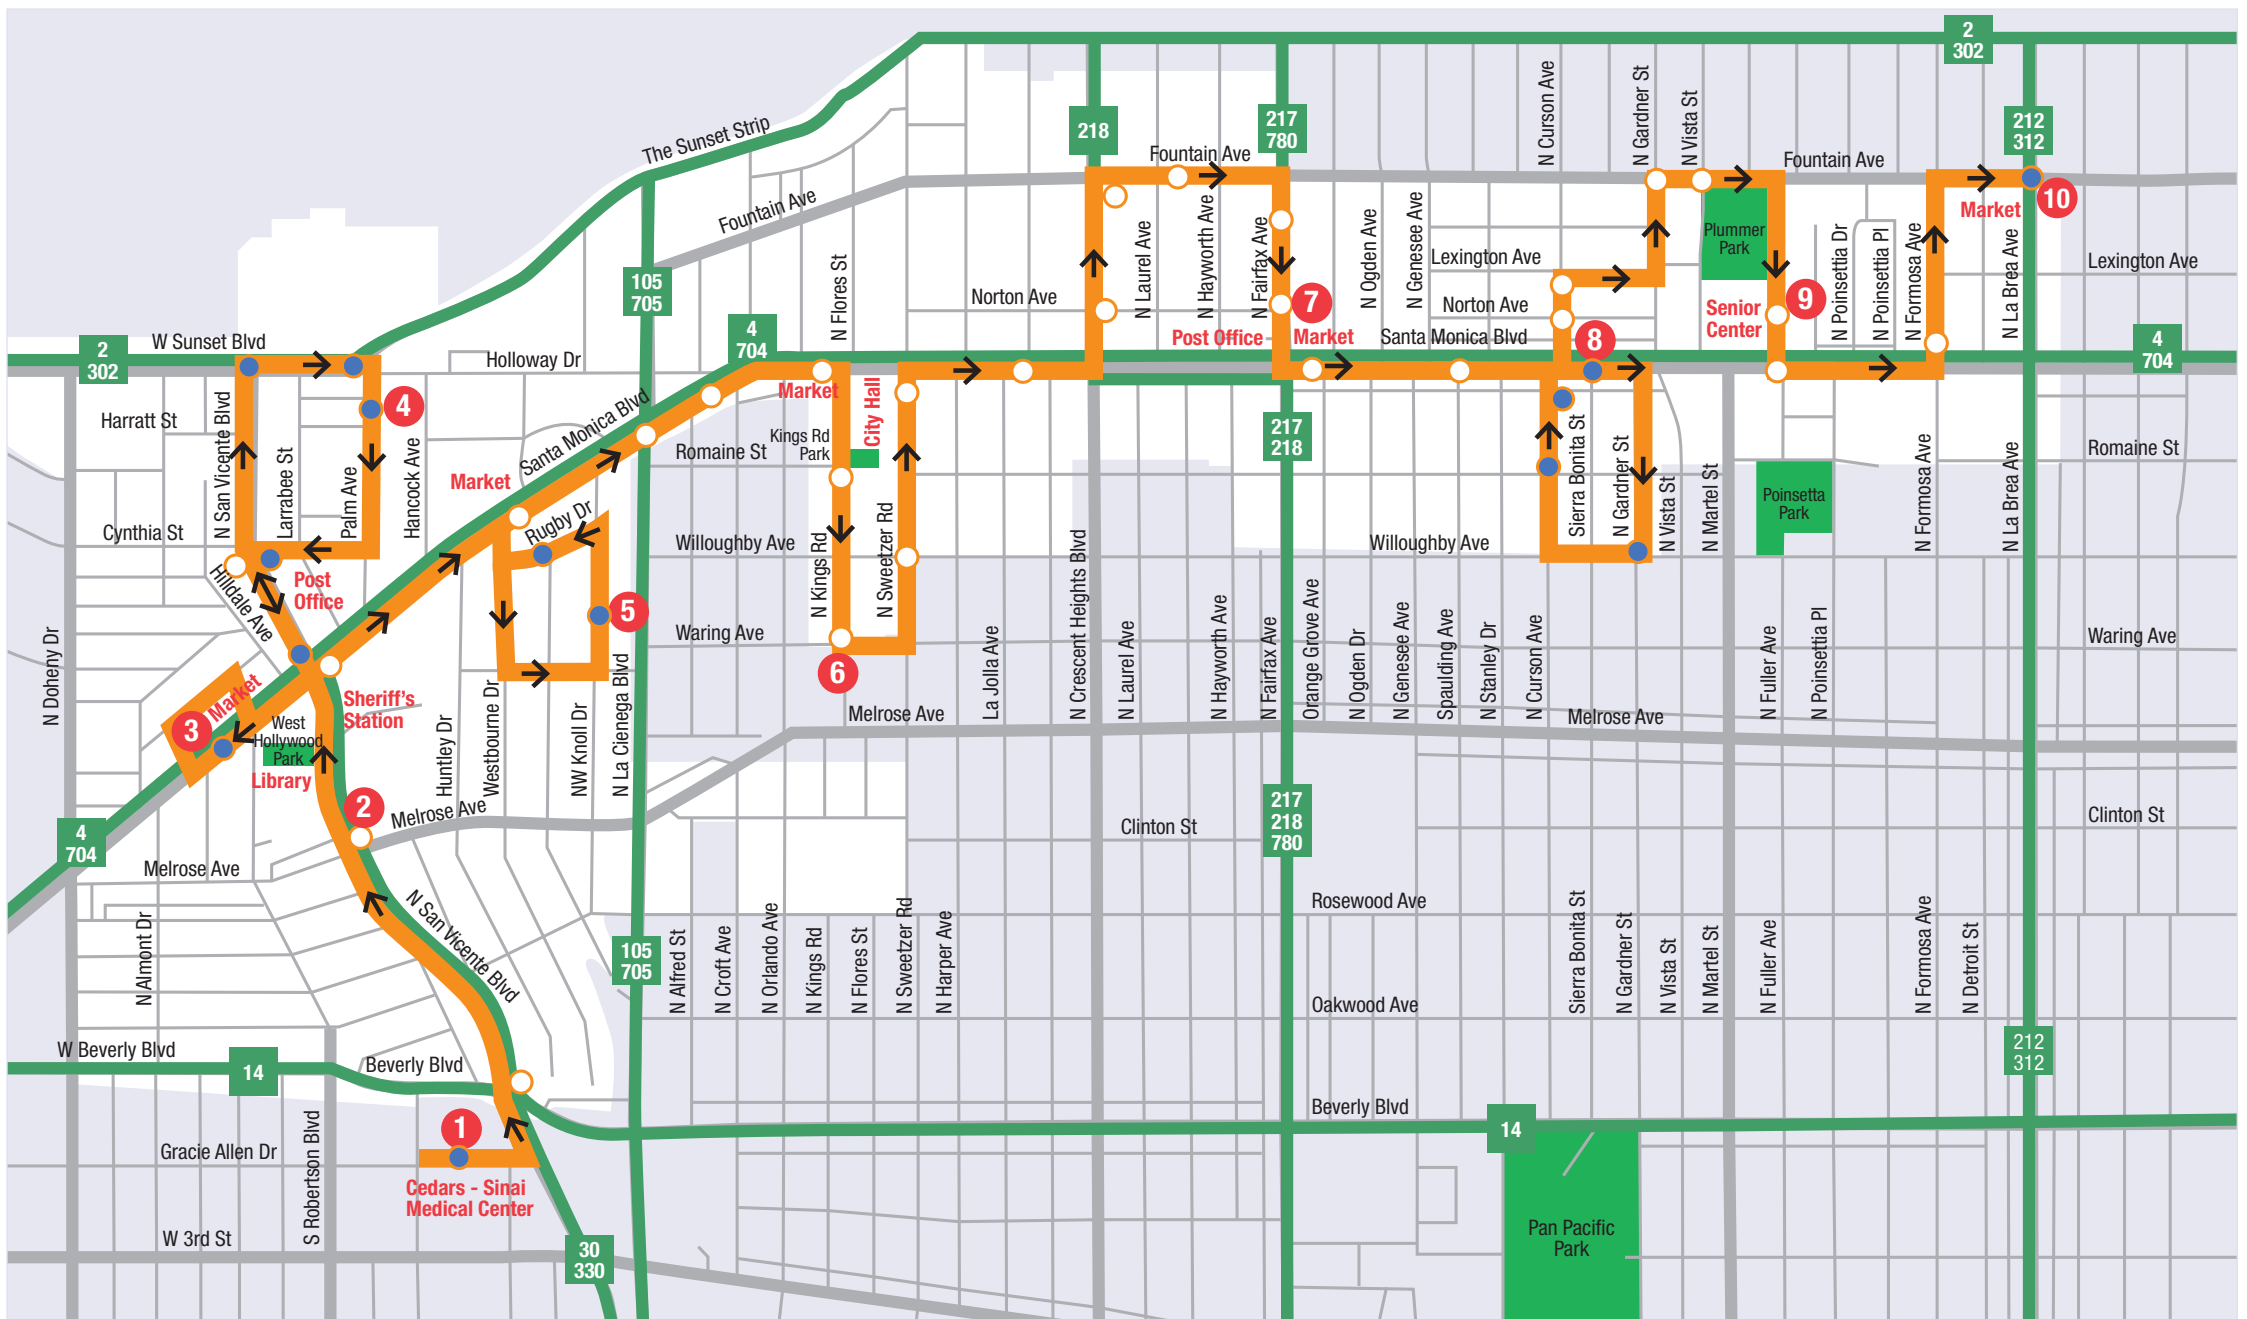 2
302
N Curson Ave
N Gardner St
N Vista St
218
217
780
212
312
The Sunset Strip
Fountain Ave
Fountain Ave
Fountain Ave
10
Market
Plummer
Park
N Laurel Ave
N Hayworth Ave
N Fairfax Ave
N Ogden Ave
N Genesee Ave
Lexington Ave
Lexington Ave
N Poinsettia Dr
N Poinsettia Pl
N Formosa Ave
N La Brea Ave
105
705
N Flores St
Norton Ave
Norton Ave
7
9
Senior
Center
Post Office
Market
Santa Monica Blvd
8
4
704
4
704
W Sunset Blvd
2
302
Holloway Dr
Market
City Hall
4
Harratt St
N San Vicente Blvd
Larrabee St
Palm Ave
Hancock Ave
Santa Monica Blvd
Market
Romaine St
Kings Rd
Park
217
218
Sierra Bonita St
N Gardner St
N Vista St
N Martel St
Poinsetta
Park
N Formosa Ave
N La Brea Ave
Romaine St
Cynthia St
Rugby Dr
Willoughby Ave
Willoughby Ave
N Kings Rd
N Sweetzer Rd
Hilldale Ave
Post
Office
5
Waring Ave
Waring Ave
6
N Doheny Dr
3
Market
West
Hollywood
Park
Library
Sheriff's
Station
Huntley Dr
Westbourne Dr
NW Knoll Dr
N La Cienega Blvd
La Jolla Ave
N Crescent Heights Blvd
N Laurel Ave
N Hayworth Ave
N Fairfax Ave
Orange Grove Ave
N Ogden Dr
N Genesee Ave
Spaulding Ave
N Stanley Dr
N Curson Ave
N Fuller Ave
N Poinsettia Pl
Melrose Ave
Melrose Ave
2
Melrose Ave
4
704
Melrose Ave
Clinton St
217
218
780
Clinton St
N Almont Dr
N San Vicente Blvd
Rosewood Ave
105
705
N Alfred St
N Croft Ave
N Orlando Ave
N Kings Rd
N Flores St
N Sweetzer Rd
N Harper Ave
Oakwood Ave
Sierra Bonita St
N Gardner St
N Vista St
N Martel St
N Fuller Ave
N Formosa Ave
N Detroit St
W Beverly Blvd
14
Beverly Blvd
212
312
Beverly Blvd
14
1
Gracie Allen Dr
S Robertson Blvd
Cedars - Sinai
Medical Center
W 3rd St
30
330
Pan Pacific
Park